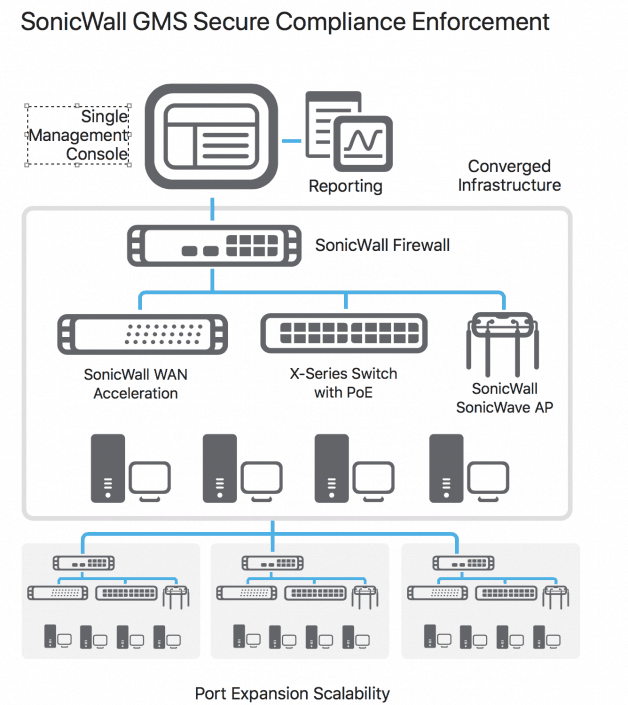 SonicWall GMS Secure Compliance Enforcement
Single
Management
Console
Reporting
Converged
Infrastructure
SonicWall Firewall
SonicWall WAN
Acceleration
X-Series Switch
with PoE
SonicWall
SonicWave AP
Port Expansion Scalability